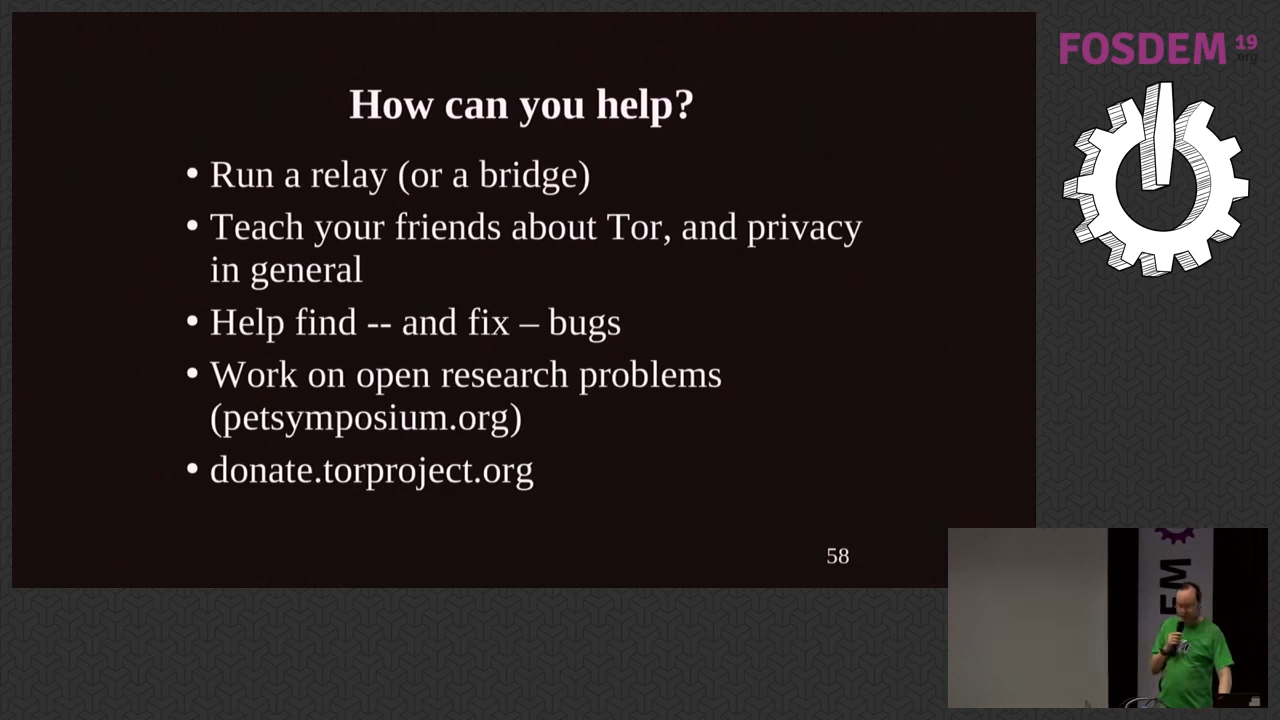 How can you help?
• Run a relay (or a bridge)
• Teach your friends about Tor, and privacy
in general
• Help find -- and fix – bugs
• Work on open research problems
(petsymposium.org)
• donate.torproject.org
58
FOSDEM 19
.org
EM